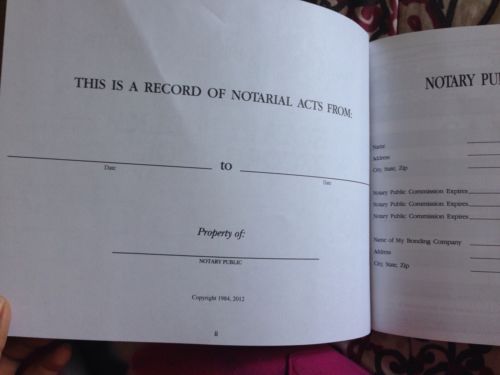 THIS IS A RECORD OF NOTARIAL ACTS FROM:
to
Date
Date
Property of:
NOTARY PUBLIC
Copyright 1984, 2012
ii
NOTARY PU
Name
Address
City, State, Zip
Notary Public Commission Expires
Notary Public Commission Expires
Notary Public Commission Expires
Name of My Bonding Company
Address
City, State, Zip